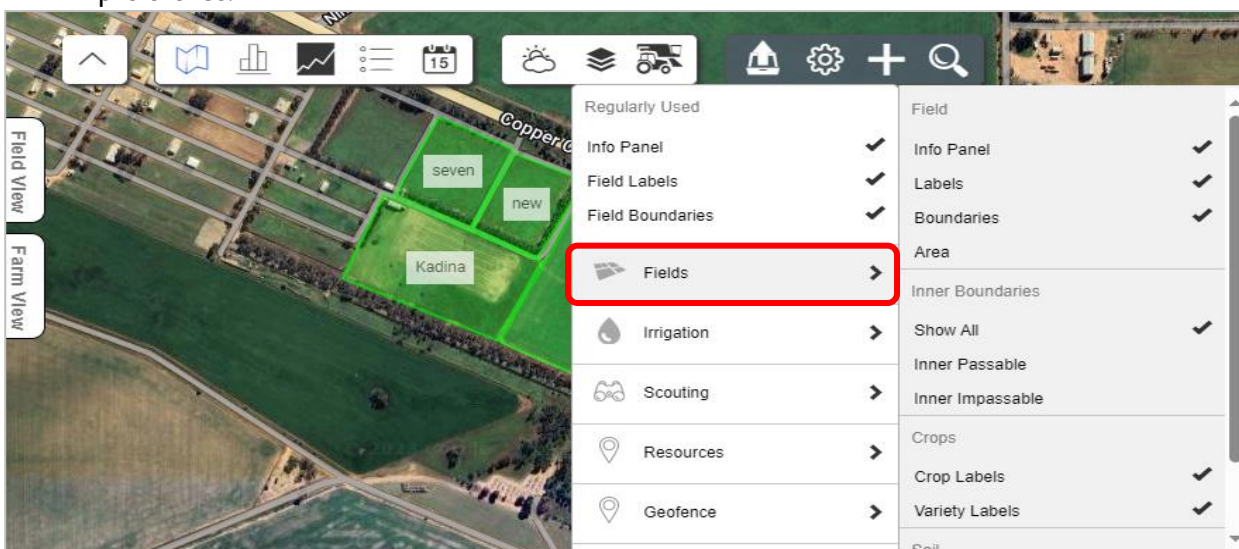 15
Copper
Field View
Farm View
seven
new
Kadina
Regularly Used
Info Panel
Field Labels
Field Boundaries
Fields
Irrigation
Scouting
Resources
Geofence
Field
Info Panel
Labels
Boundaries
Area
Inner Boundaries
Show All
Inner Passable
Inner Impassable
Crops
Crop Labels
Variety Labels